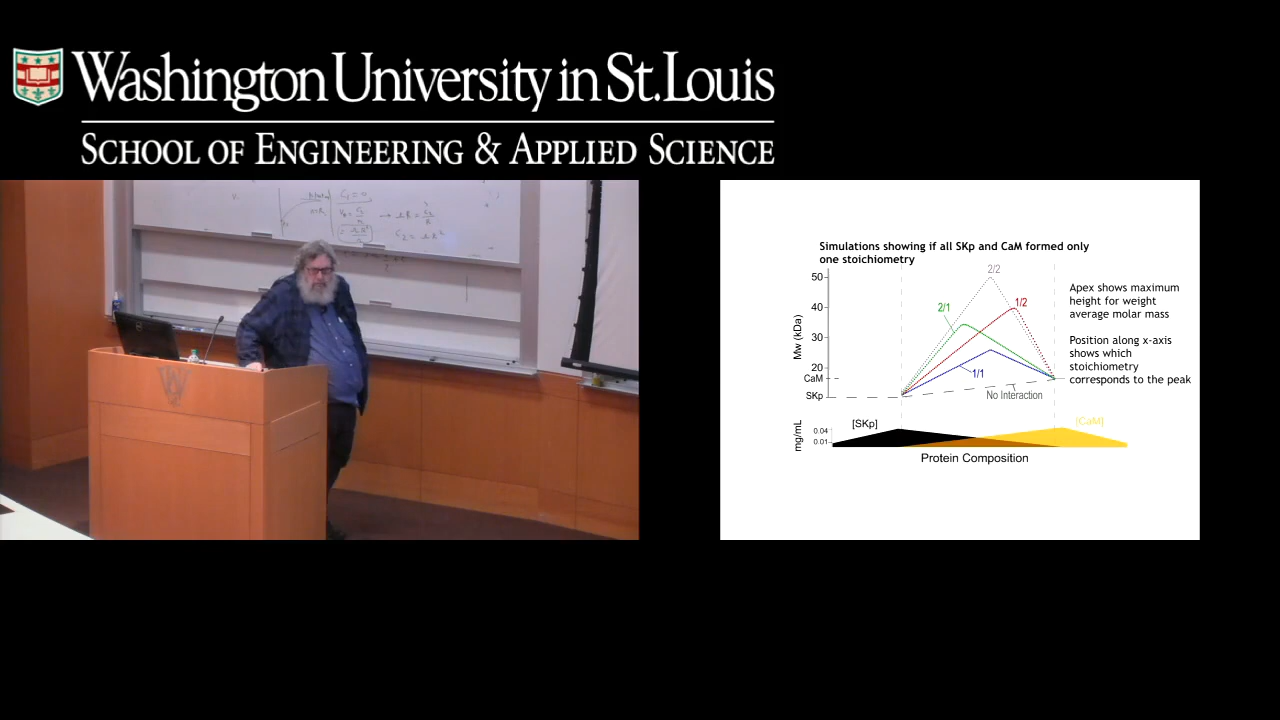 Washington University in St. Louis
SCHOOL OF ENGINEERING & APPLIED SCIENCE
Simulations showing if all SKp and CaM formed only
one stoichiometry
2/2
50
40
30
20
CaM
SKp
Mw (kDa)
2/1
1/2
1/1
No Interaction
Apex shows maximum
height for weight
average molar mass
Position along x-axis
shows which
stoichiometry
corresponds to the peak
[SKp]
[CaM]
mg/mL
0.04
0.01
Protein Composition